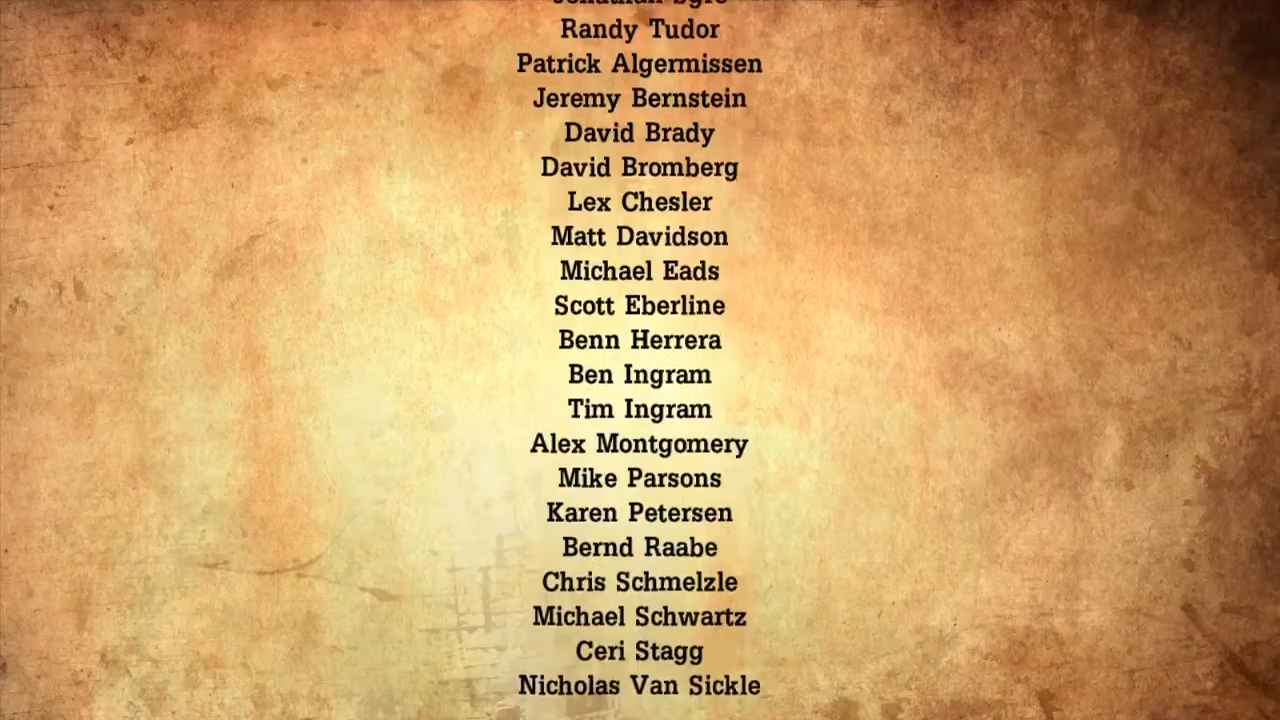 Randy Tudor
Patrick Algermissen
Jeremy Bernstein
David Brady
David Bromberg
Lex Chesler
Matt Davidson
Michael Eads
Scott Eberline
Benn Herrera
Ben Ingram
Tim Ingram
Alex Montgomery
Mike Parsons
Karen Petersen
Bernd Raabe
Chris Schmelzle
Michael Schwartz
Ceri Stagg
Nicholas Van Sickle